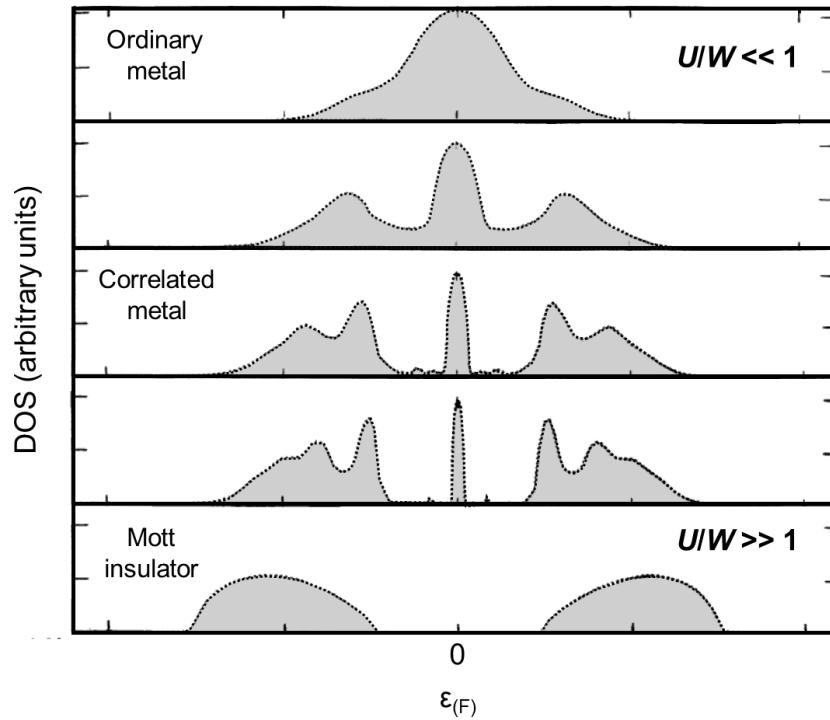 Ordinary
metal
U/W << 1
Correlated
metal
DOS (arbitrary units)
Mott
insulator
U/W >> 1
0
ε(F)